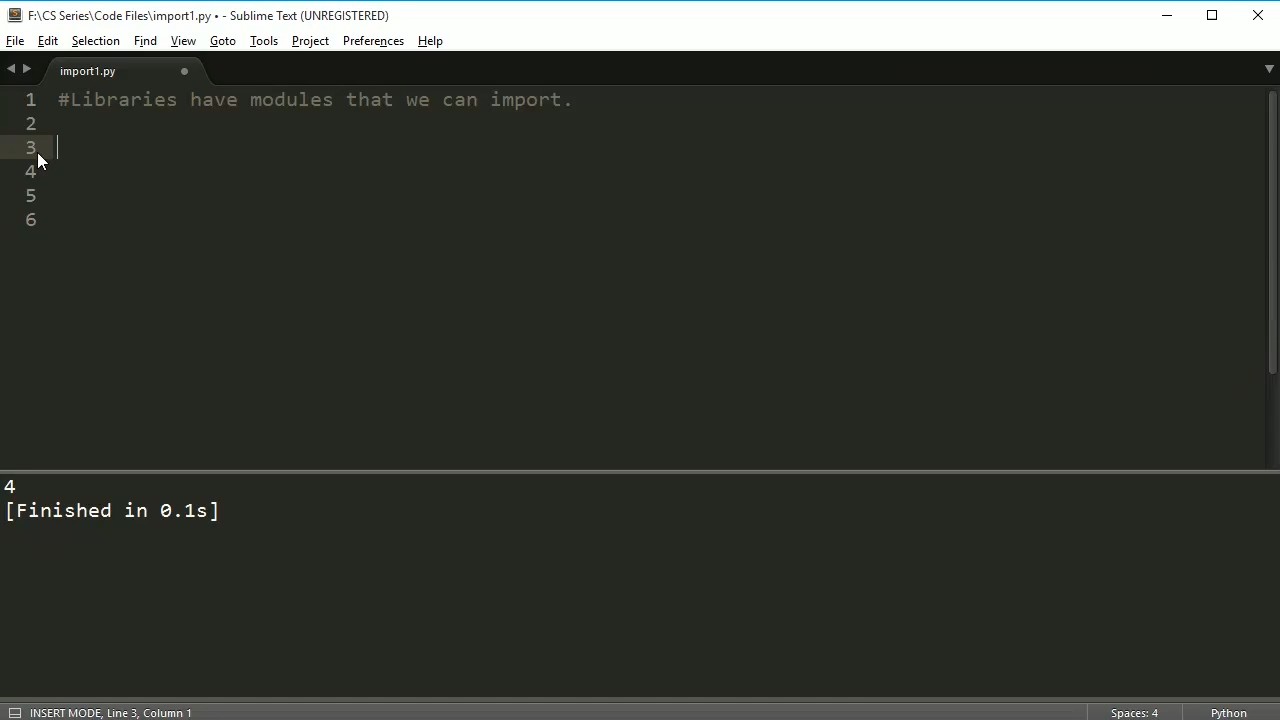 F:\CS Series\Code Files\import1.py • - Sublime Text (UNREGISTERED)
File Edit Selection Find View Goto Tools Project Preferences Help
import1.py
1 #Libraries have modules that we can import.
2
3
4
5
6
4
[Finished in 0.1s]
INSERT MODE, Line 3, Column 1 Spaces: 4 Python